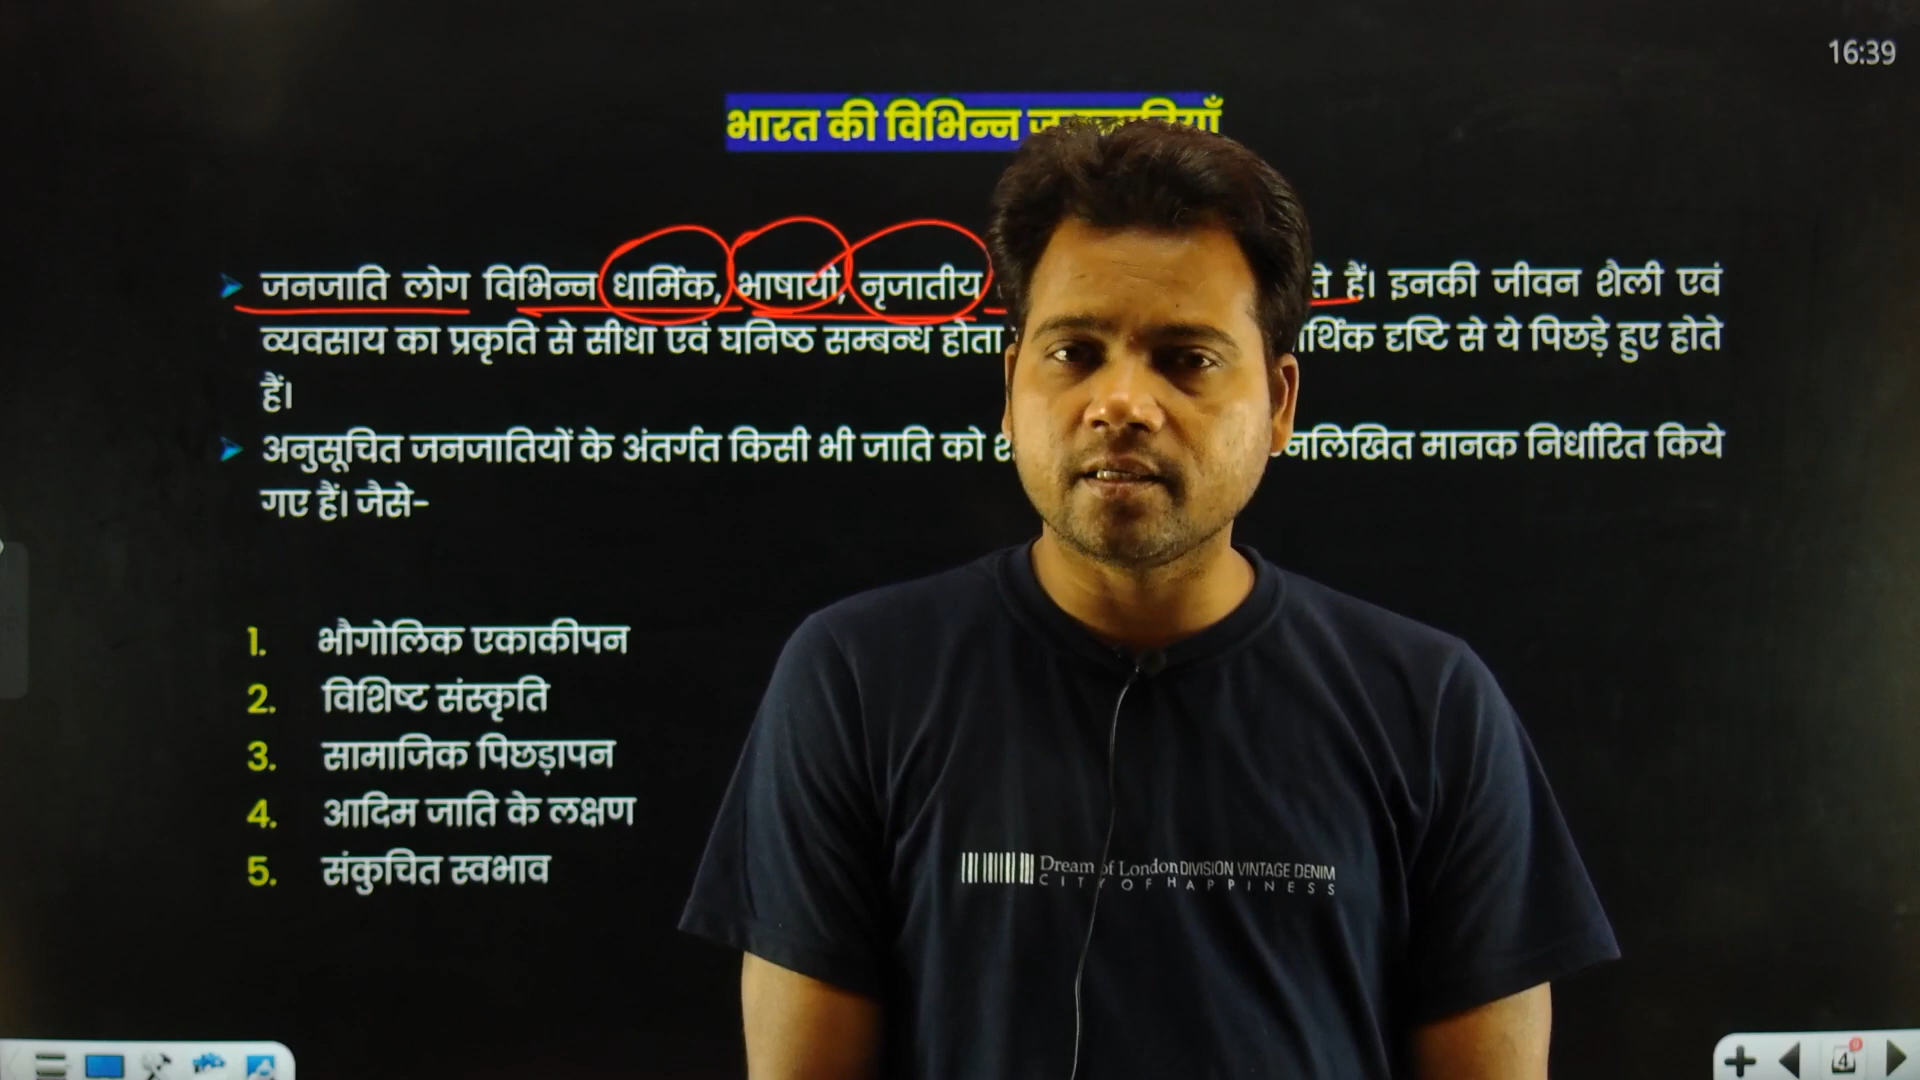 16:39
भारत की विभिन्न
जनजाति लोग विभिन्न धार्मिक, भाषायी, नृजातीय हैं। इनकी जीवन शैली एवं
व्यवसाय का प्रकृति से सीधा एवं घनिष्ठ सम्बन्ध होता दृष्टि से ये पिछड़े हुए होते
हैं।
अनुसूचित जनजातियों के अंतर्गत किसी भी जाति को मानक निर्धारित किये
गए हैं। जैसे-
1. भौगोलिक एकाकीपन
2. विशिष्ट संस्कृति
3. सामाजिक पिछड़ापन
4. आदिम जाति के लक्षण
5. संकुचित स्वभाव
Dream of London DIVISION VINTAGE DENIM
CITY OF HAPPINESS
4